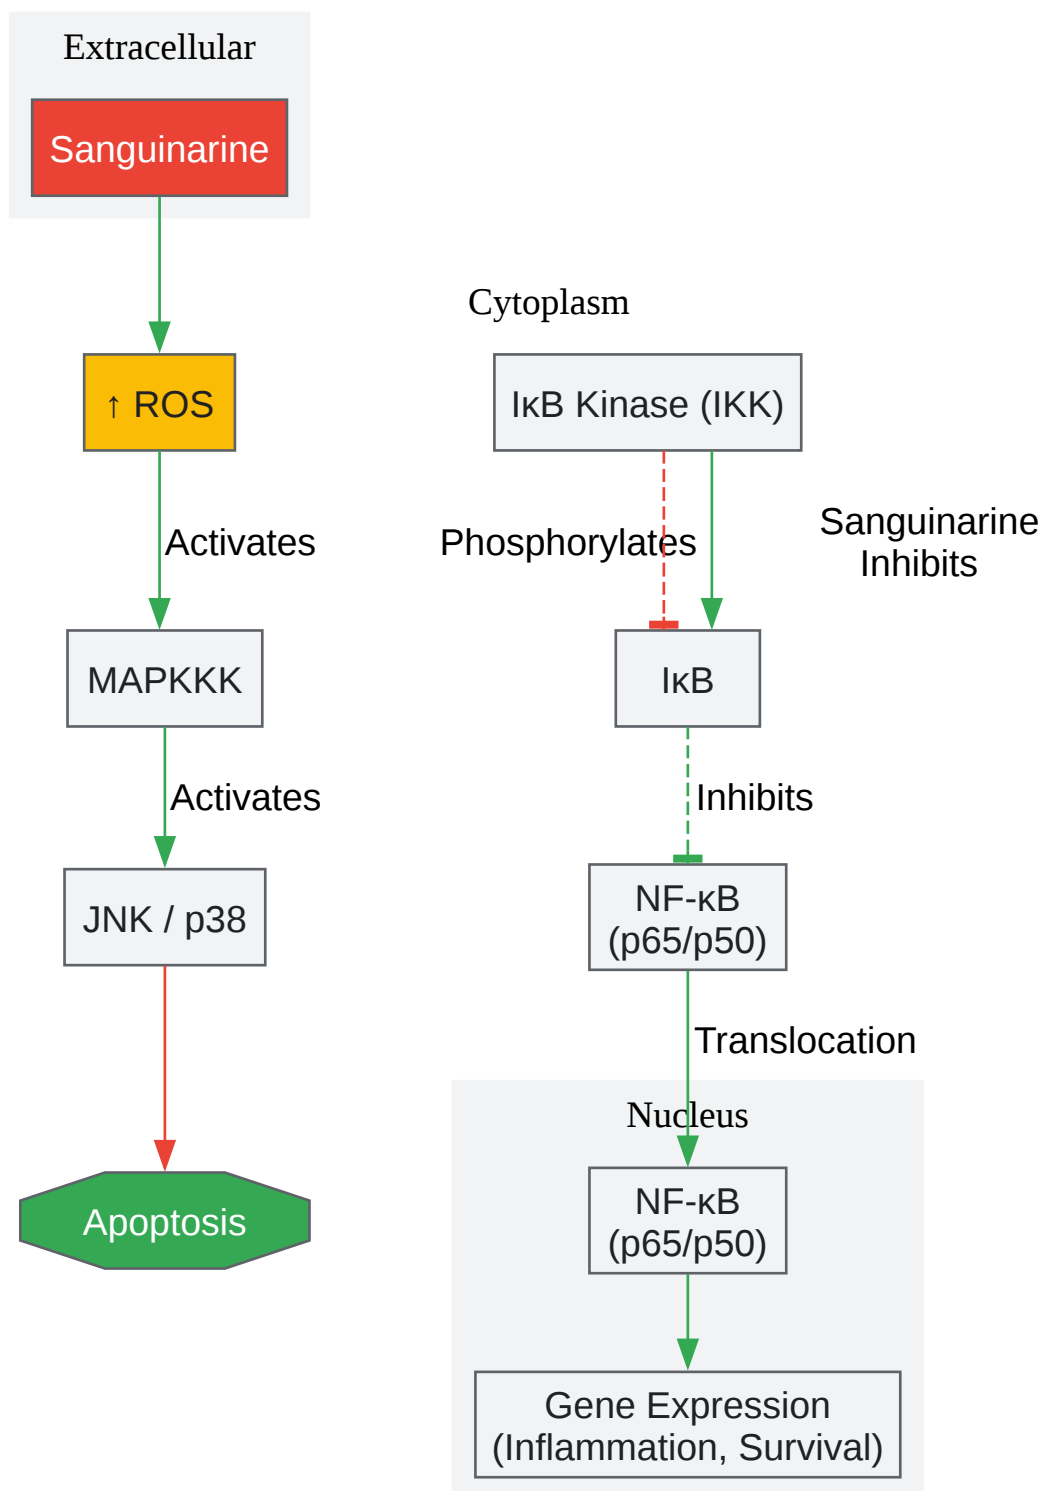 Extracellular
Sanguinarine
↑ ROS
Activates
MAPKKK
Activates
JNK / p38
Apoptosis
Cytoplasm
IκB Kinase (IKK)
Phosphorylates
Sanguinarine
Inhibits
IκB
Inhibits
NF-κB
(p65/p50)
Translocation
Nucleus
NF-κB
(p65/p50)
Gene Expression
(Inflammation, Survival)